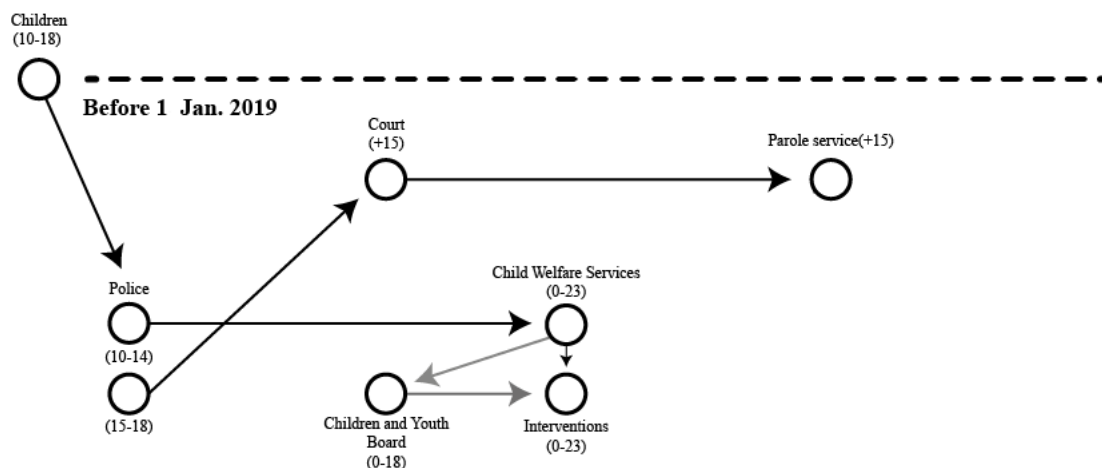 Children
(10-18)
Before 1 Jan. 2019
Court
(+15)
Parole service(+15)
Child Welfare Services
(0-23)
Police
(10-14)
(15-18)
Children and Youth
Board
(0-18)
Interventions
(0-23)